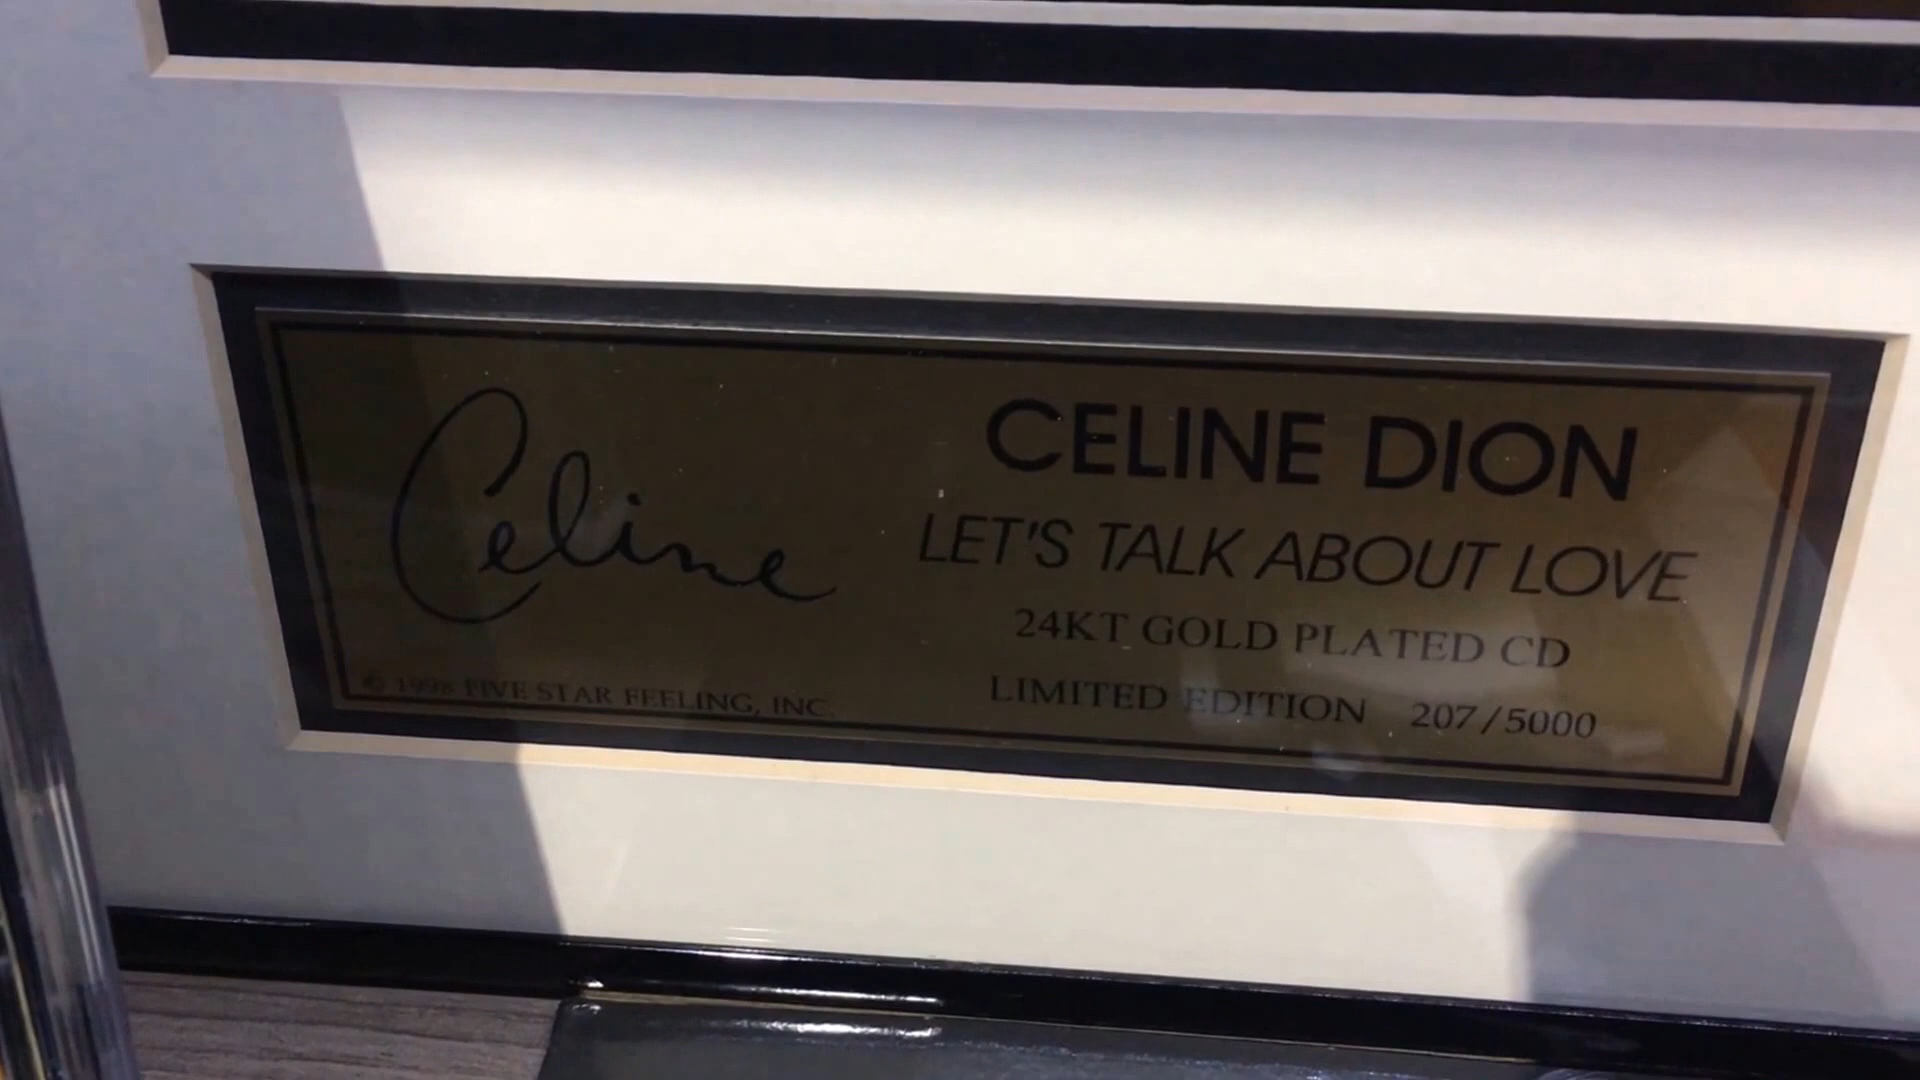 Celine
CELINE DION
LET'S TALK ABOUT LOVE
24KT GOLD PLATED CD
LIMITED EDITION 207/5000
© 1998 FIVE STAR FEELING, INC.